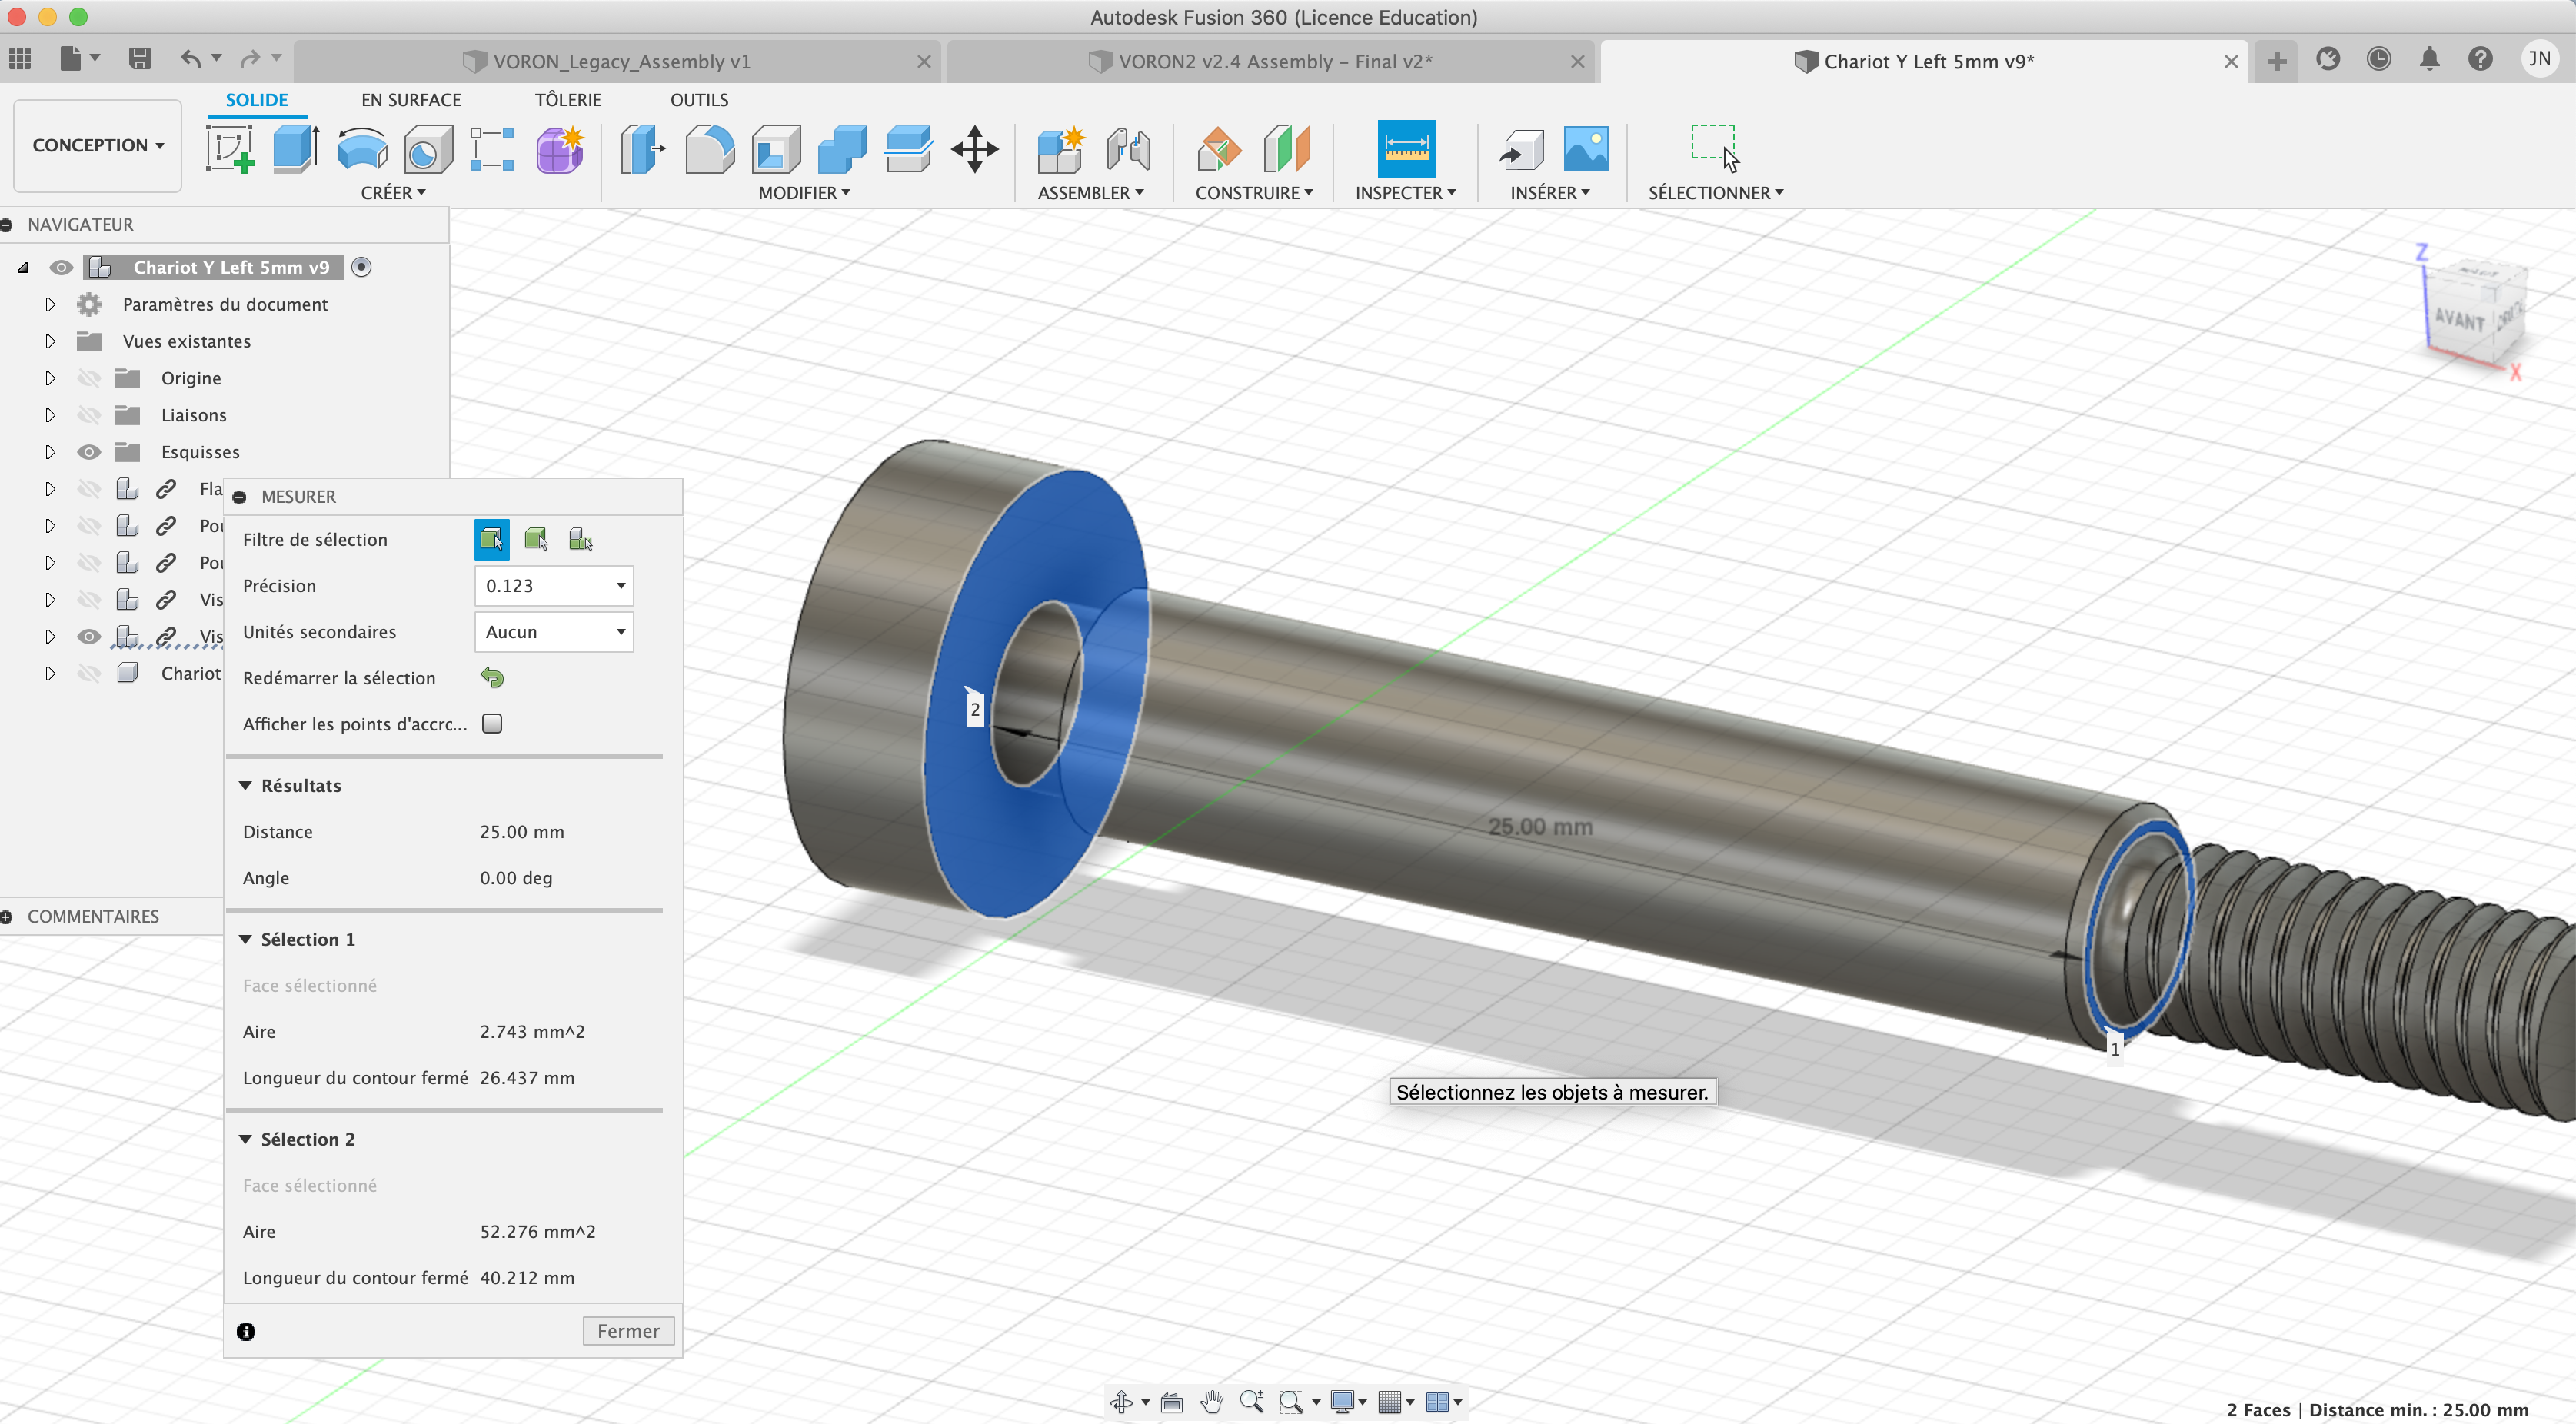 Autodesk Fusion 360 (Licence Education)
VORON_Legacy_Assembly v1
VORON2 v2.4 Assembly – Final v2*
Chariot Y Left 5mm v9*
JN
CONCEPTION
SOLIDE
EN SURFACE
TÔLERIE
OUTILS
CRÉER
MODIFIER
ASSEMBLER
CONSTRUIRE
INSPECTER
INSÉRER
SÉLECTIONNER
NAVIGATEUR
Chariot Y Left 5mm v9
Paramètres du document
Vues existantes
Origine
Liaisons
Esquisses
Fla
Pou
Pou
Vis
Vis
Chariot
COMMENTAIRES
MESURER
Filtre de sélection
Précision 0.123
Unités secondaires Aucun
Redémarrer la sélection
Afficher les points d'accrc...
Résultats
Distance 25.00 mm
Angle 0.00 deg
Sélection 1
Face sélectionné
Aire 2.743 mm^2
Longueur du contour fermé 26.437 mm
Sélection 2
Face sélectionné
Aire 52.276 mm^2
Longueur du contour fermé 40.212 mm
Fermer
Z
AVANT
X
2
25.00 mm
1
Sélectionnez les objets à mesurer.
2 Faces | Distance min. : 25.00 mm